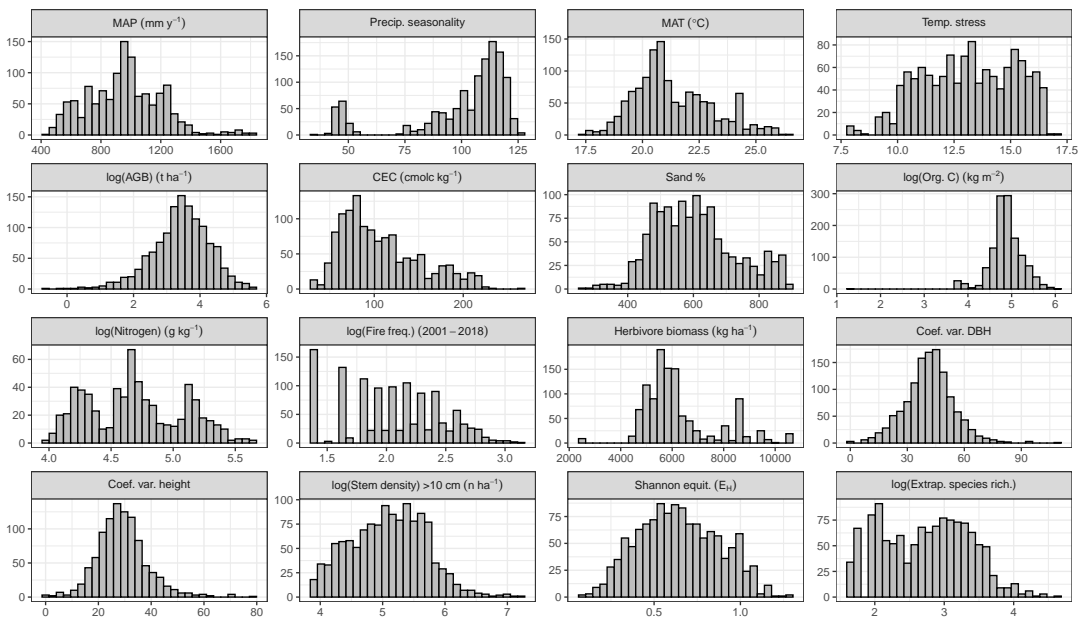 MAP (mm y⁻¹) Precip. seasonality MAT (°C) Temp. stress
0 50 100 150
0 50 100 150
0 50 100 150
0 20 40 60 80
400 800 1200 1600
50 75 100 125
17.5 20.0 22.5 25.0
7.5 10.0 12.5 15.0 17.5
log(AGB) (t ha⁻¹) CEC (cmolc kg⁻¹) Sand % log(Org. C) (kg m⁻²)
0 50 100 150
0 50 100
0 25 50 75 100
0 100 200 300
0 2 4 6
100 200
400 600 800
1 2 3 4 5 6
log(Nitrogen) (g kg⁻¹) log(Fire freq.) (2001 − 2018) Herbivore biomass (kg ha⁻¹) Coef. var. DBH
0 20 40 60
0 50 100 150
0 50 100 150
0 50 100 150
4.0 4.5 5.0 5.5
1.5 2.0 2.5 3.0
2000 4000 6000 8000 10000
0 30 60 90
Coef. var. height log(Stem density) >10 cm (n ha⁻¹) Shannon equit. (E_H) log(Extrap. species rich.)
0 50 100
0 25 50 75 100
0 25 50 75
0 25 50 75
0 20 40 60 80
4 5 6 7
0.5 1.0
2 3 4